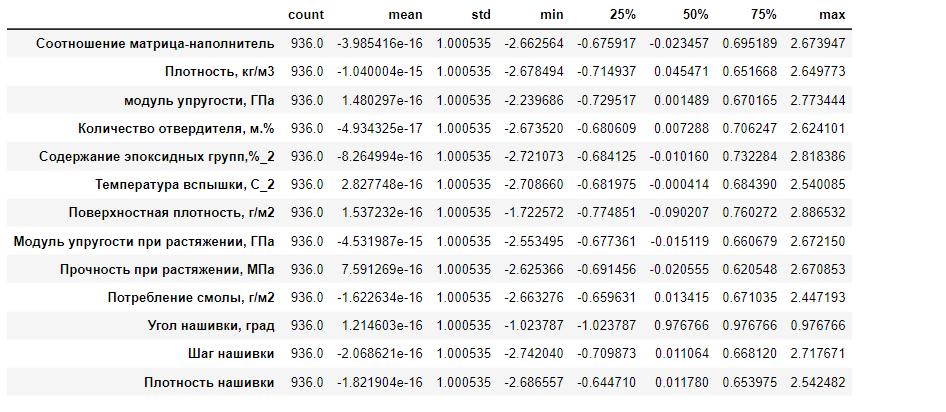 count mean std min 25% 50% 75% max
Соотношение матрица-наполнитель 936.0 -3.985416e-16 1.000535 -2.662564 -0.675917 -0.023457 0.695189 2.673947
Плотность, кг/м3 936.0 -1.040004e-15 1.000535 -2.678494 -0.714937 0.045471 0.651668 2.649773
модуль упругости, ГПа 936.0 1.480297e-16 1.000535 -2.239686 -0.729517 0.001489 0.670165 2.773444
Количество отвердителя, м.% 936.0 -4.934325e-17 1.000535 -2.673520 -0.680609 0.007288 0.706247 2.624101
Содержание эпоксидных групп,%_2 936.0 -8.264994e-16 1.000535 -2.721073 -0.684125 -0.010160 0.732284 2.818386
Температура вспышки, С_2 936.0 2.827748e-16 1.000535 -2.708660 -0.681975 -0.000414 0.684390 2.540085
Поверхностная плотность, г/м2 936.0 1.537232e-16 1.000535 -1.722572 -0.774851 -0.090207 0.760272 2.886532
Модуль упругости при растяжении, ГПа 936.0 -4.531987e-15 1.000535 -2.553495 -0.677361 -0.015119 0.660679 2.672150
Прочность при растяжении, МПа 936.0 7.591269e-16 1.000535 -2.625366 -0.691456 -0.020555 0.620548 2.670853
Потребление смолы, г/м2 936.0 -1.622634e-16 1.000535 -2.663276 -0.659631 0.013415 0.671035 2.447193
Угол нашивки, град 936.0 1.214603e-16 1.000535 -1.023787 -1.023787 0.976766 0.976766 0.976766
Шаг нашивки 936.0 -2.068621e-16 1.000535 -2.742040 -0.709873 0.011064 0.668120 2.717671
Плотность нашивки 936.0 -1.821904e-16 1.000535 -2.686557 -0.644710 0.011780 0.653975 2.542482